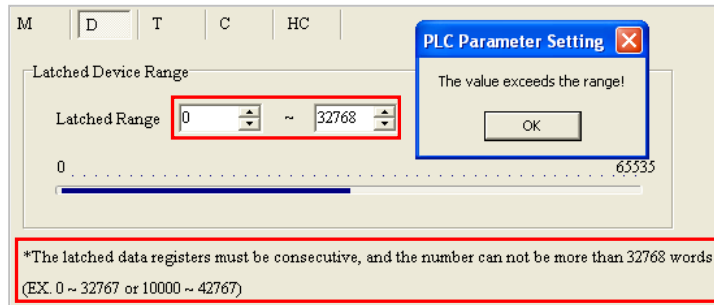 M D T C HC
PLC Parameter Setting
Latched Device Range
The value exceeds the range!
Latched Range 0 ~ 32768
OK
0 65535
*The latched data registers must be consecutive, and the number can not be more than 32768 words
(EX. 0 ~ 32767 or 10000 ~ 42767)